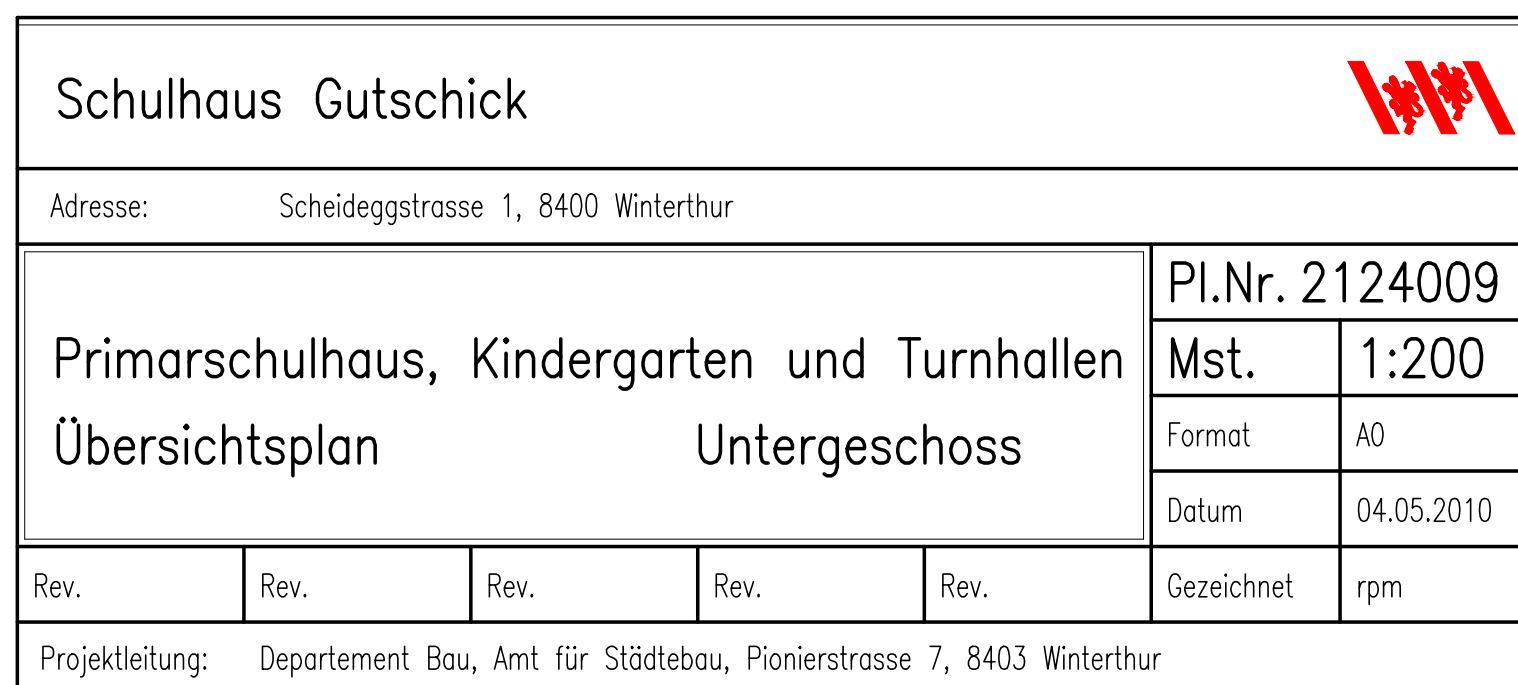 Schulhaus Gutschick
Adresse: Scheideggstrasse 1, 8400 Winterthur
Pl.Nr. 2124009
Primarschulhaus, Kindergarten und Turnhallen
Mst. 1:200
Übersichtsplan Untergeschoss
Format A0
Datum 04.05.2010
Rev. Rev. Rev. Rev. Rev. Gezeichnet rpm
Projektleitung: Departement Bau, Amt für Städtebau, Pionierstrasse 7, 8403 Winterthur